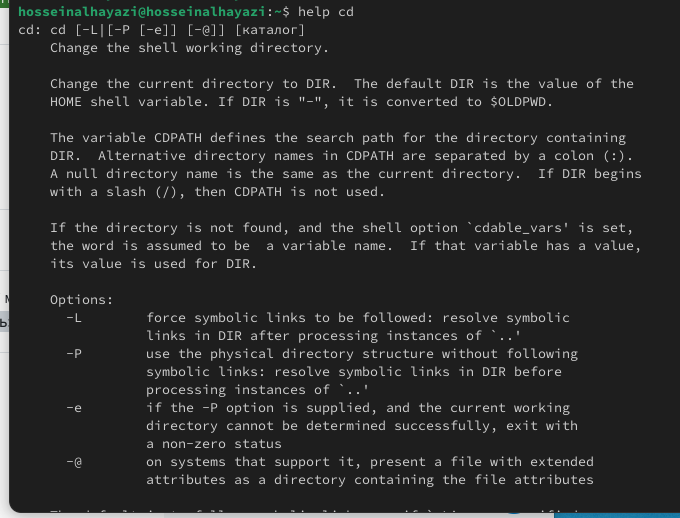 hosseinalhayazi@hosseinalhayazi:~$ help cd
cd: cd [-L|[-P [-e]] [-@]] [каталог]
Change the shell working directory.
Change the current directory to DIR.  The default DIR is the value of the
HOME shell variable. If DIR is "-", it is converted to $OLDPWD.
The variable CDPATH defines the search path for the directory containing
DIR.  Alternative directory names in CDPATH are separated by a colon (:).
A null directory name is the same as the current directory.  If DIR begins
with a slash (/), then CDPATH is not used.
If the directory is not found, and the shell option `cdable_vars' is set,
the word is assumed to be  a variable name.  If that variable has a value,
its value is used for DIR.
Options:
-L        force symbolic links to be followed: resolve symbolic
links in DIR after processing instances of `..'
-P        use the physical directory structure without following
symbolic links: resolve symbolic links in DIR before
processing instances of `..'
-e        if the -P option is supplied, and the current working
directory cannot be determined successfully, exit with
a non-zero status
-@        on systems that support it, present a file with extended
attributes as a directory containing the file attributes